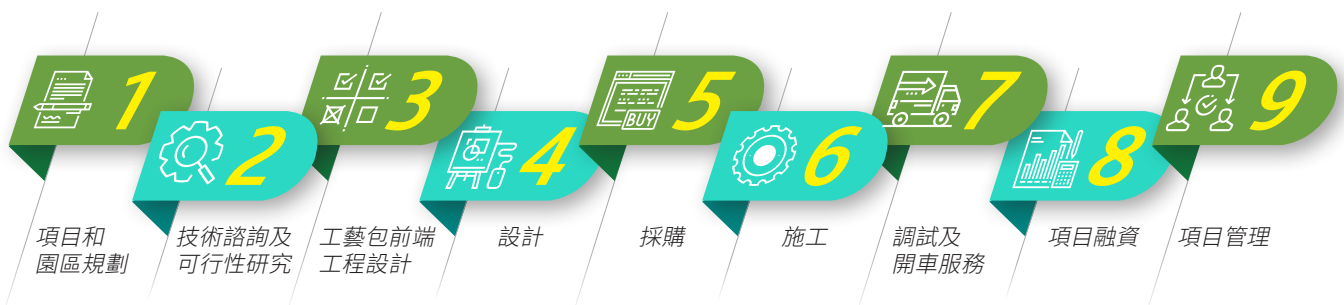 1
項目和
園區規劃
2
技術諮詢及
可行性研究
3
工藝包前端
工程設計
4
設計
5
BUY
採購
6
施工
7
調試及
開車服務
8
項目融資
9
項目管理